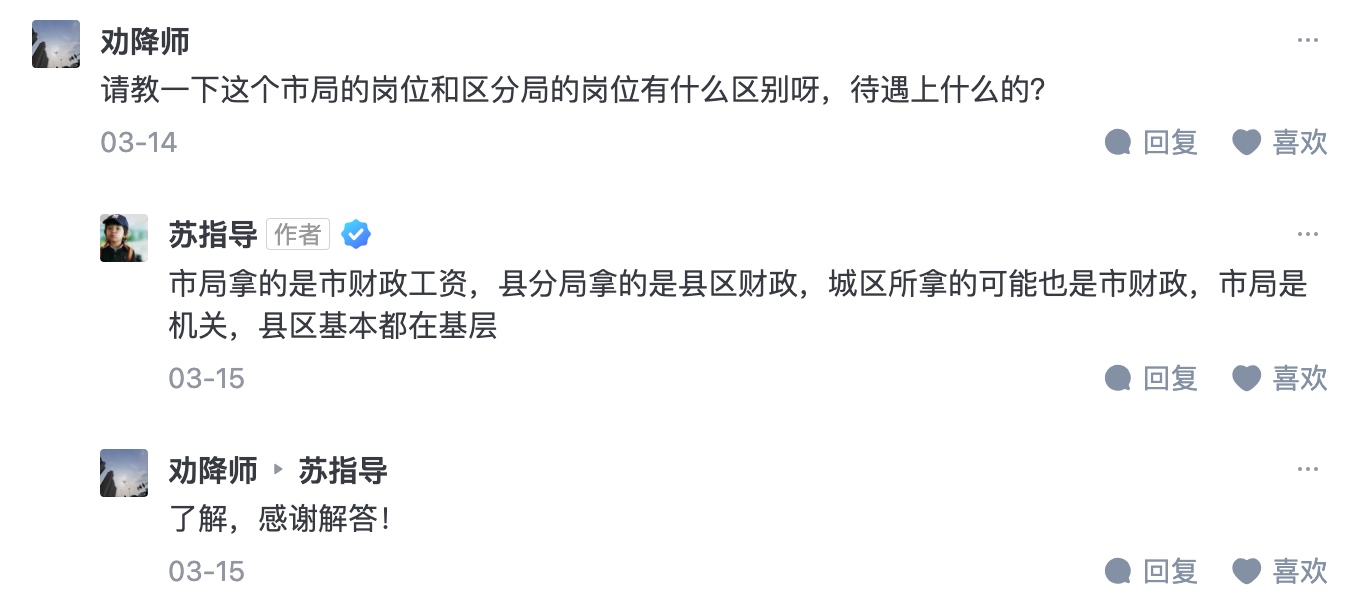 劝降师
请教一下这个市局的岗位和区分局的岗位有什么区别呀，待遇上什么的?
03-14 回复 喜欢
苏指导 作者
市局拿的是市财政工资，县分局拿的是县区财政，城区所拿的可能也是市财政，市局是
机关，县区基本都在基层
03-15 回复 喜欢
劝降师 ▸ 苏指导
了解，感谢解答！
03-15 回复 喜欢